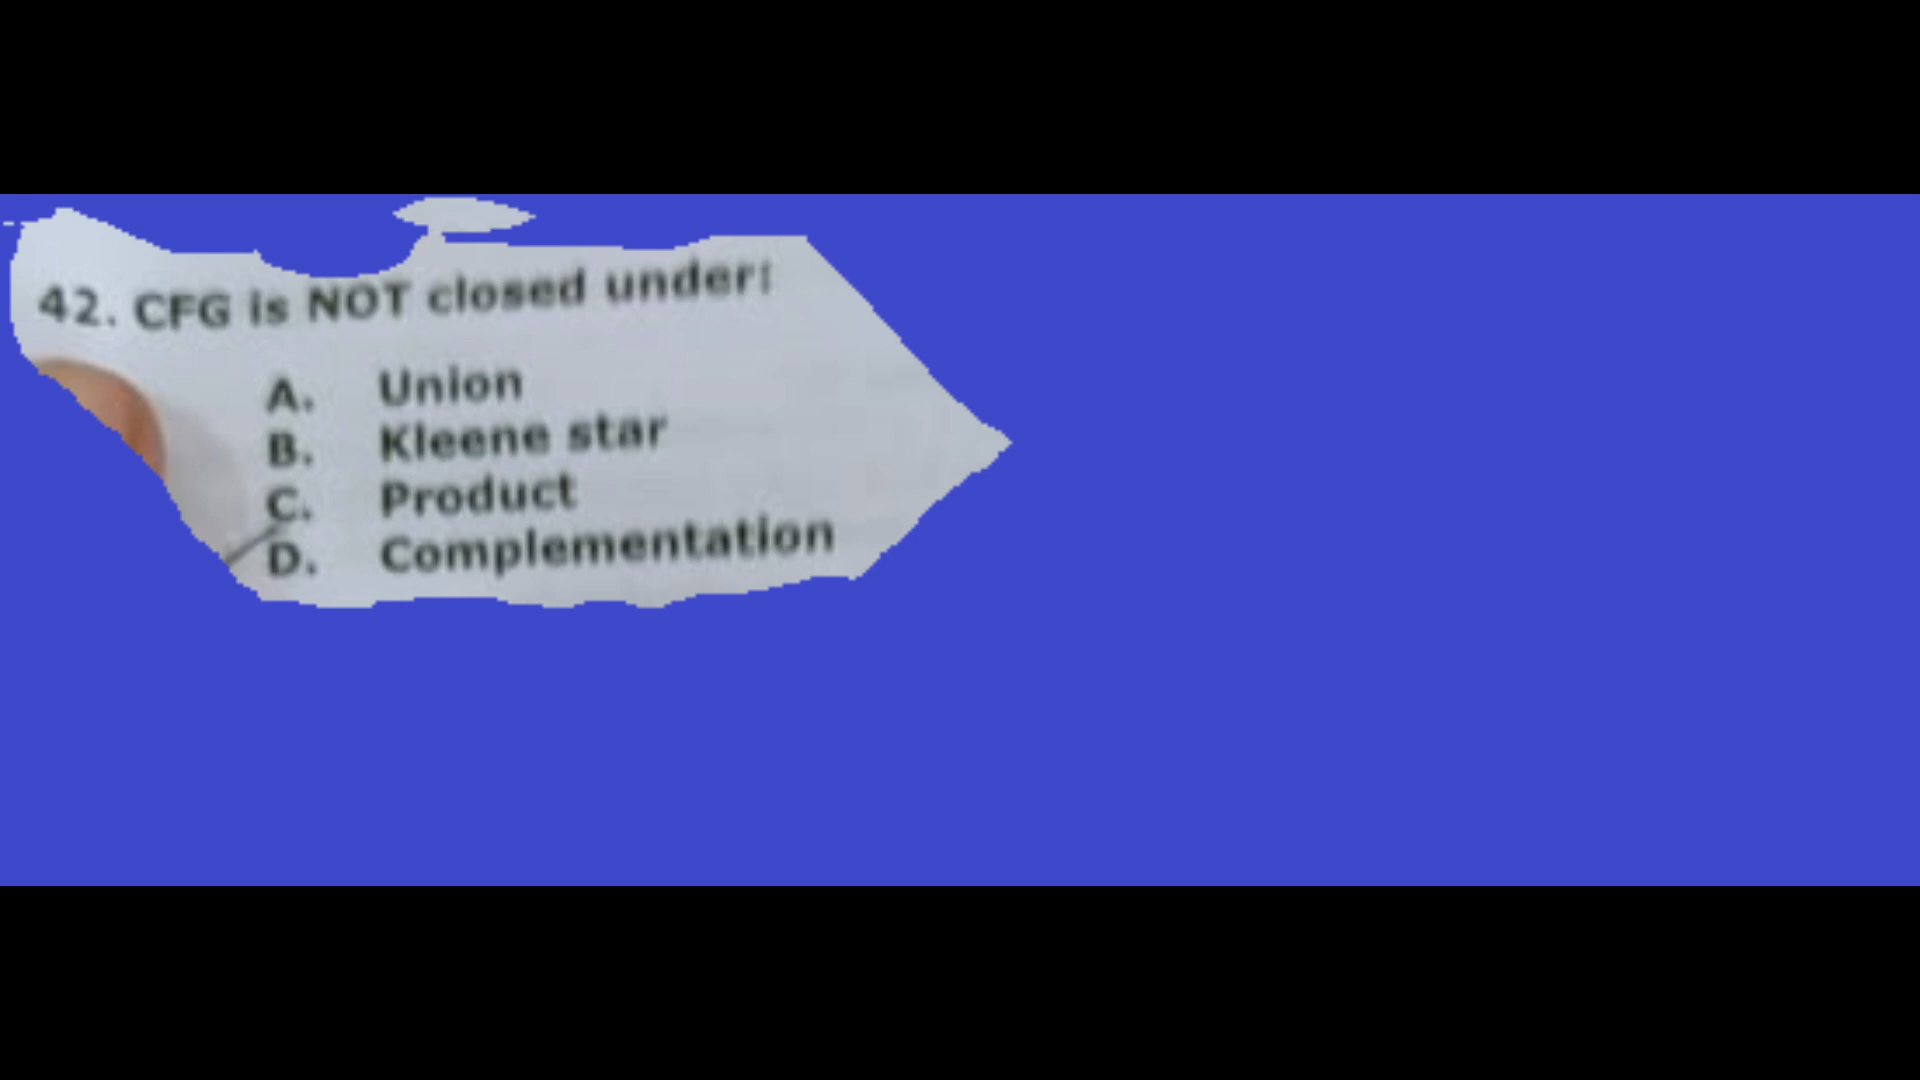 42. CFG is NOT closed under:
A. Union
B. Kleene star
C. Product
D. Complementation